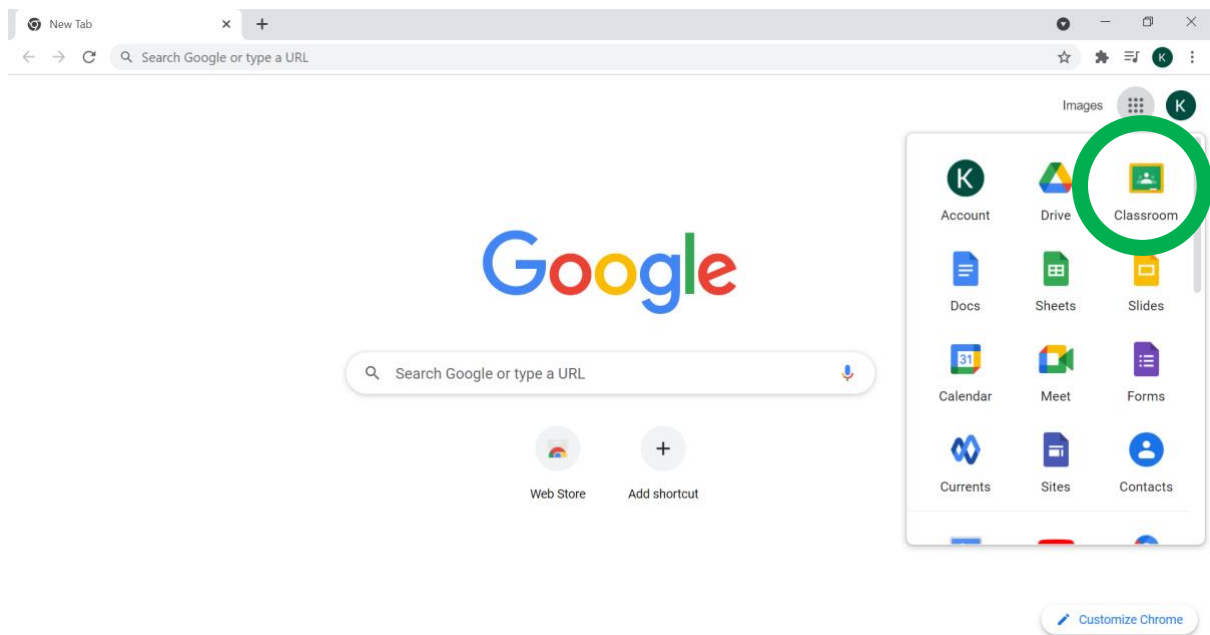 New Tab
Search Google or type a URL
K
Images
K
K
Account
Drive
Classroom
Google
Docs
Sheets
Slides
Search Google or type a URL
31
Calendar
Meet
Forms
Currents
Sites
Contacts
Web Store
Add shortcut
Customize Chrome